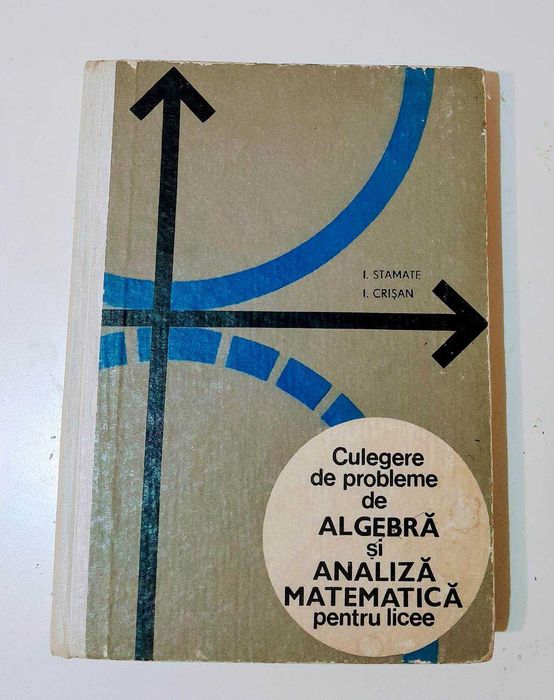 I. STAMATE
I. CRIŞAN
Culegere
de probleme
de
ALGEBRĂ
şi
ANALIZĂ
MATEMATICĂ
pentru licee